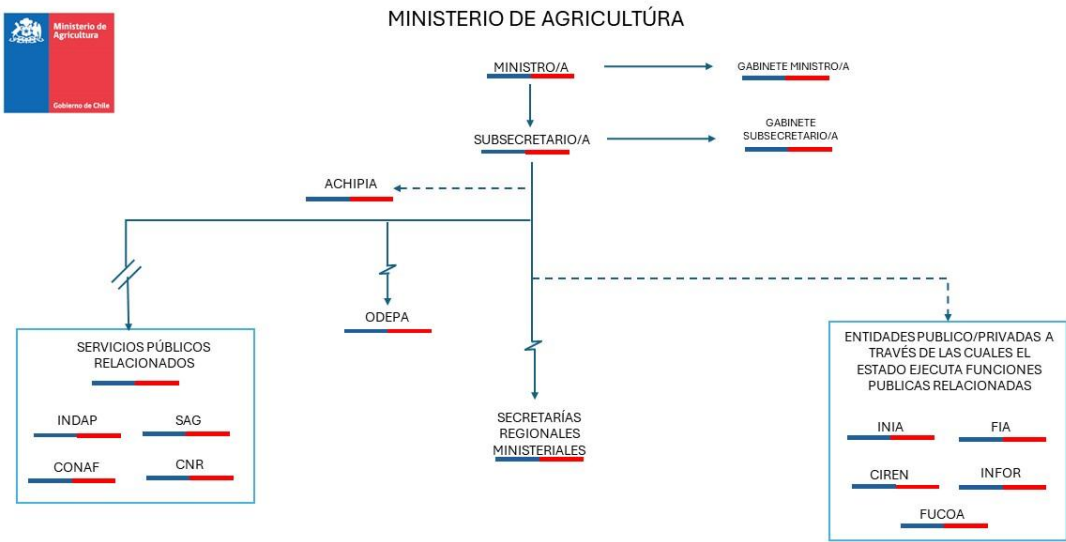 MINISTERIO DE AGRICULTÚRA
Ministerio de
Agricultura
Gobierno de Chile
MINISTRO/A
GABINETE MINISTRO/A
SUBSECRETARIO/A
GABINETE
SUBSECRETARIO/A
ACHIPIA
ODEPA
SERVICIOS PÚBLICOS
RELACIONADOS
INDAP
SAG
CONAF
CNR
SECRETARÍAS
REGIONALES
MINISTERIALES
ENTIDADES PUBLICO/PRIVADAS A
TRAVÉS DE LAS CUALES EL
ESTADO EJECUTA FUNCIONES
PUBLICAS RELACIONADAS
INIA
FIA
CIREN
INFOR
FUCOA